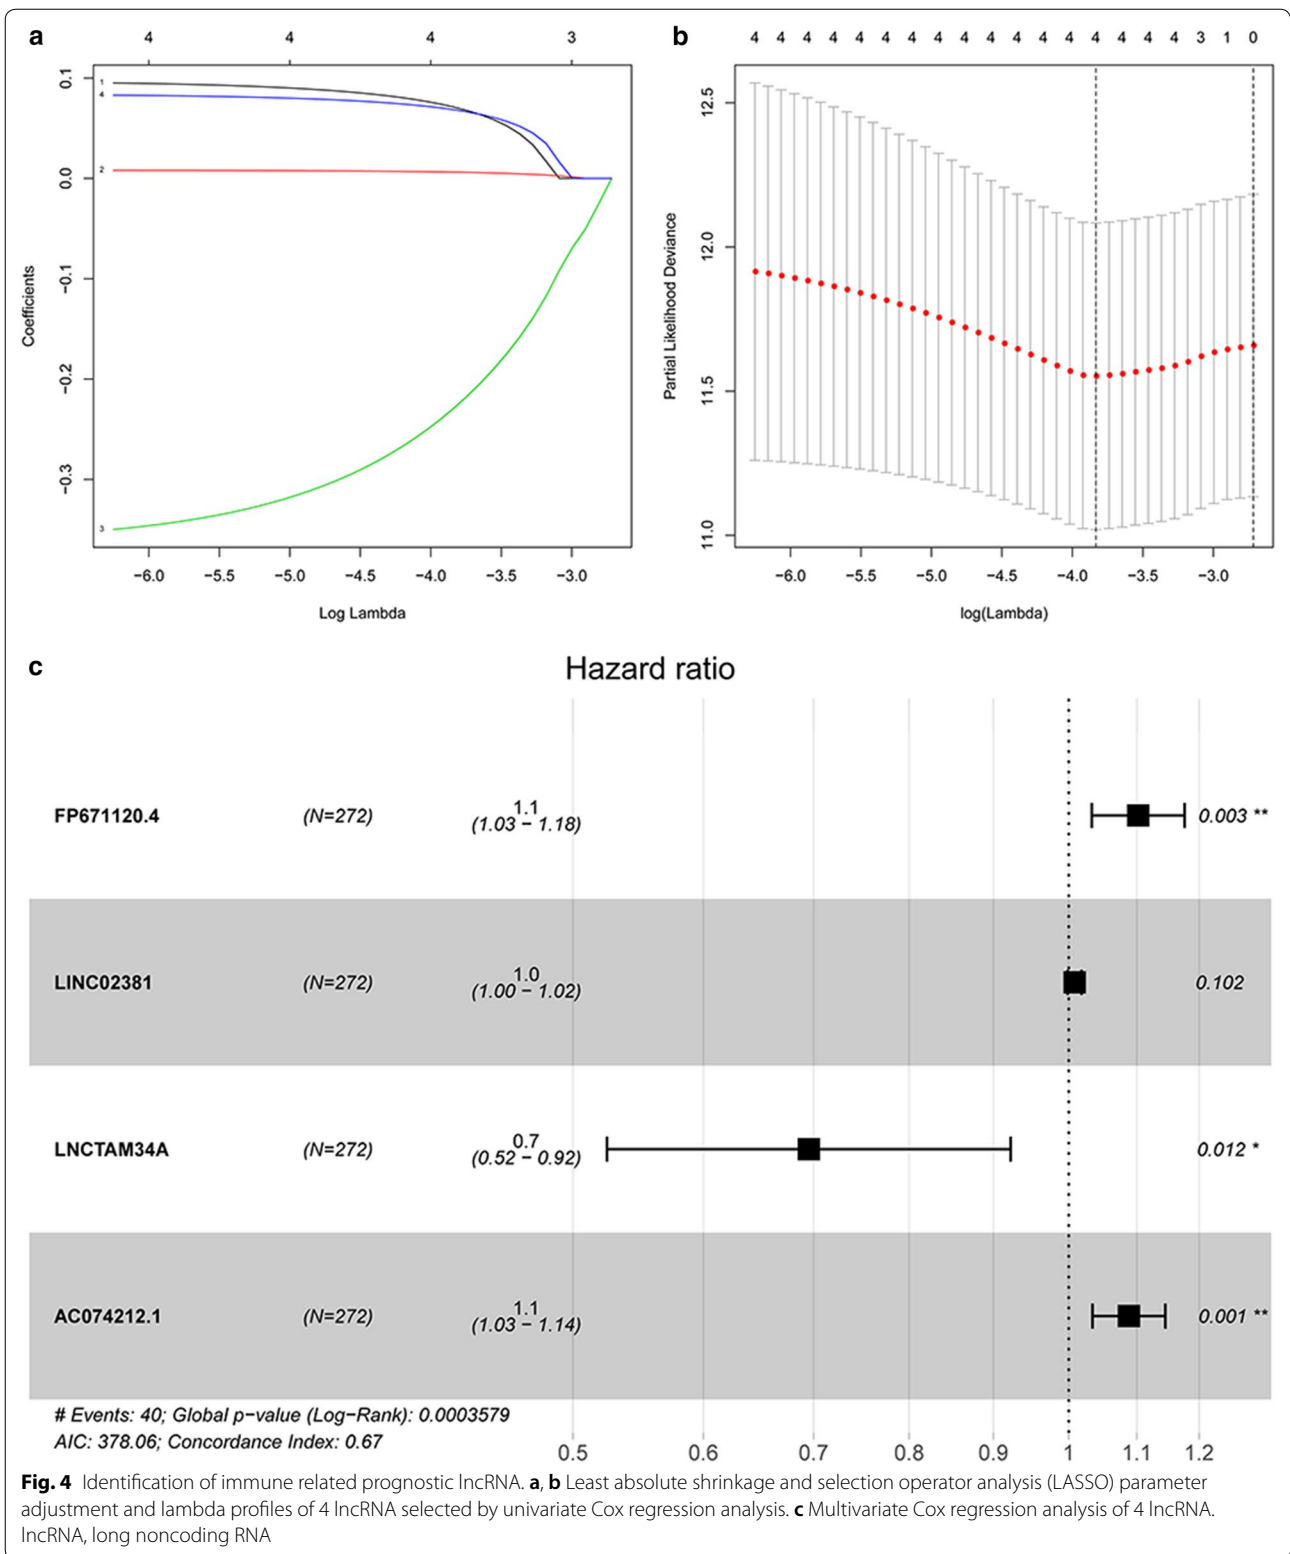 a
4 4 4 3
0.1
0.0
−0.1
−0.2
−0.3
Coefficients
1
4
2
3
−6.0 −5.5 −5.0 −4.5 −4.0 −3.5 −3.0
Log Lambda
b
4 4 4 4 4 4 4 4 4 4 4 4 4 4 4 4 4 3 1 0
12.5
12.0
11.5
11.0
Partial Likelihood Deviance
−6.0 −5.5 −5.0 −4.5 −4.0 −3.5 −3.0
log(Lambda)
c
Hazard ratio
FP671120.4 (N=272) 1.1 (1.03 − 1.18) 0.003 **
LINC02381 (N=272) 1.0 (1.00 − 1.02) 0.102
LNCTAM34A (N=272) 0.7 (0.52 − 0.92) 0.012 *
AC074212.1 (N=272) 1.1 (1.03 − 1.14) 0.001 **
# Events: 40; Global p−value (Log−Rank): 0.0003579
AIC: 378.06; Concordance Index: 0.67
0.5 0.6 0.7 0.8 0.9 1 1.1 1.2
Fig. 4 Identification of immune related prognostic lncRNA. a, b Least absolute shrinkage and selection operator analysis (LASSO) parameter
adjustment and lambda profiles of 4 lncRNA selected by univariate Cox regression analysis. c Multivariate Cox regression analysis of 4 lncRNA.
lncRNA, long noncoding RNA